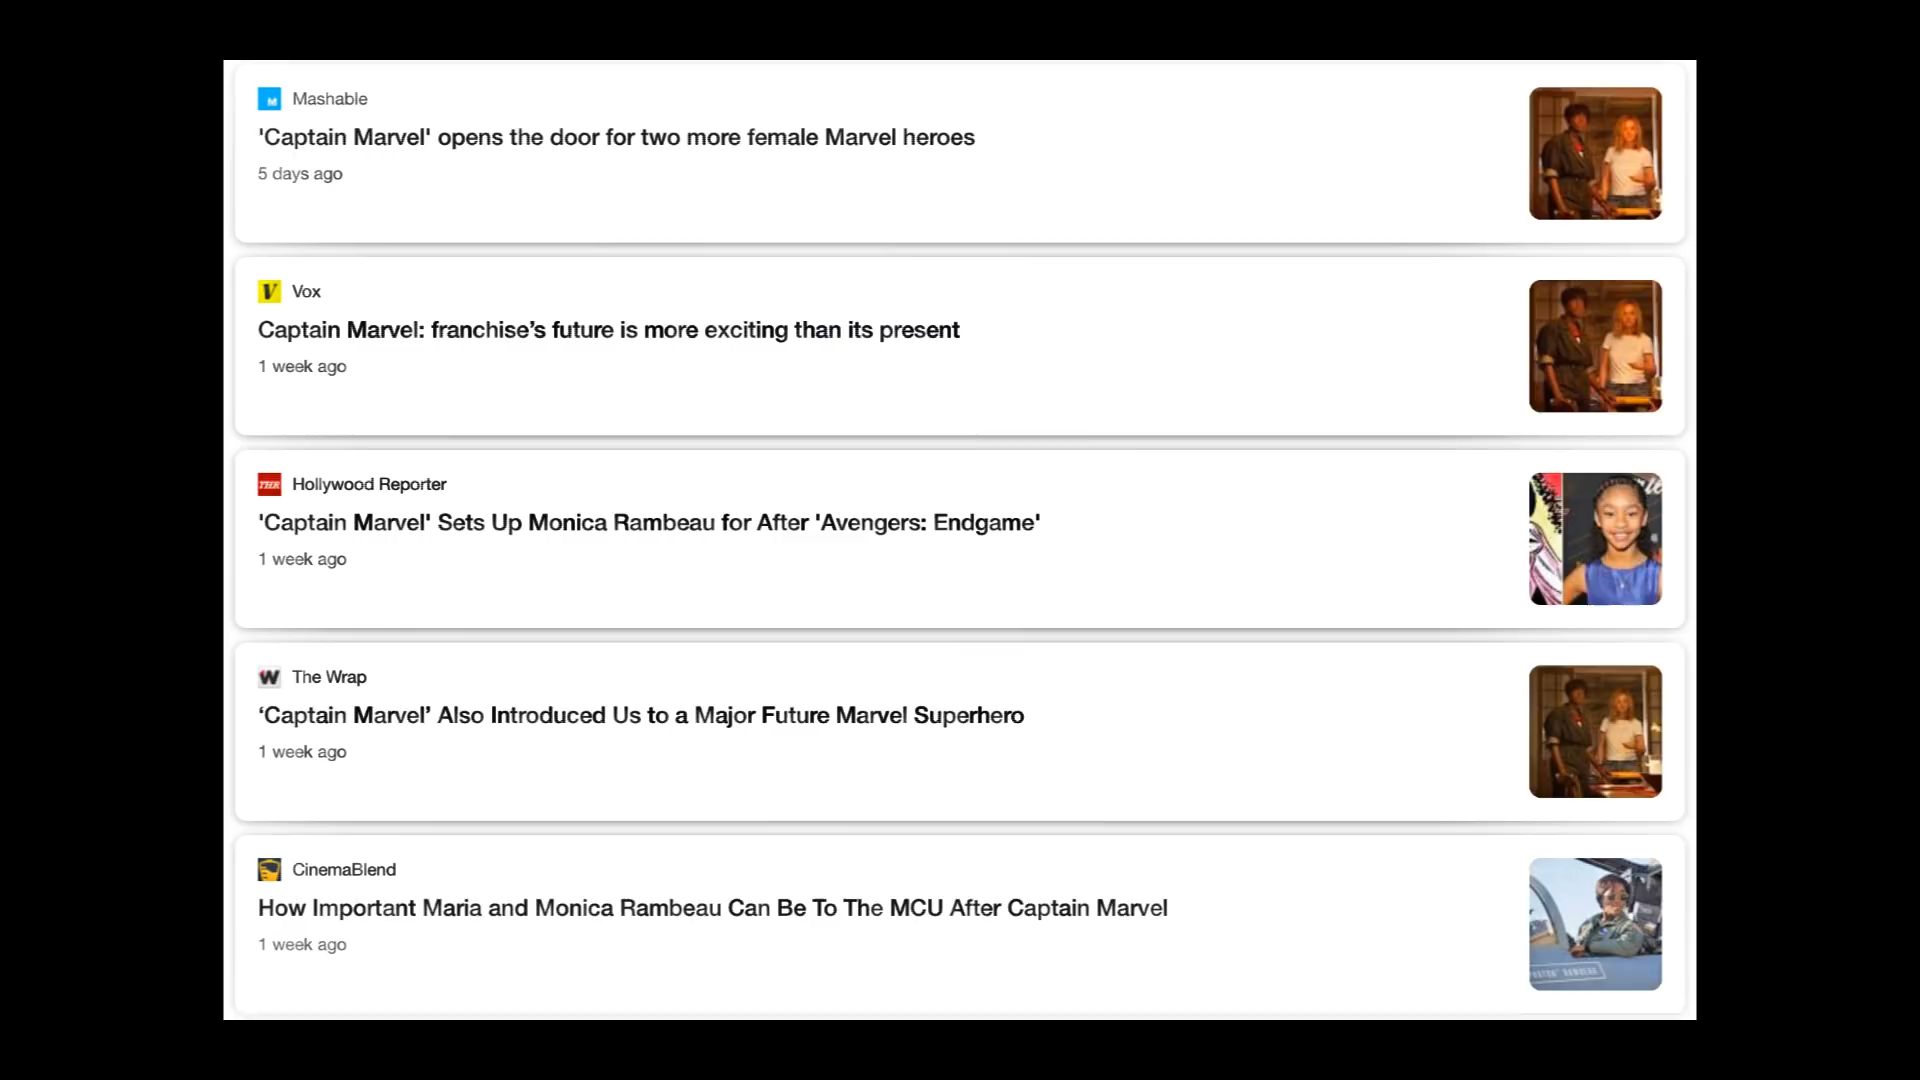 Mashable
'Captain Marvel' opens the door for two more female Marvel heroes
5 days ago
Vox
Captain Marvel: franchise’s future is more exciting than its present
1 week ago
THR
Hollywood Reporter
'Captain Marvel' Sets Up Monica Rambeau for After 'Avengers: Endgame'
1 week ago
The Wrap
‘Captain Marvel’ Also Introduced Us to a Major Future Marvel Superhero
1 week ago
CinemaBlend
How Important Maria and Monica Rambeau Can Be To The MCU After Captain Marvel
1 week ago